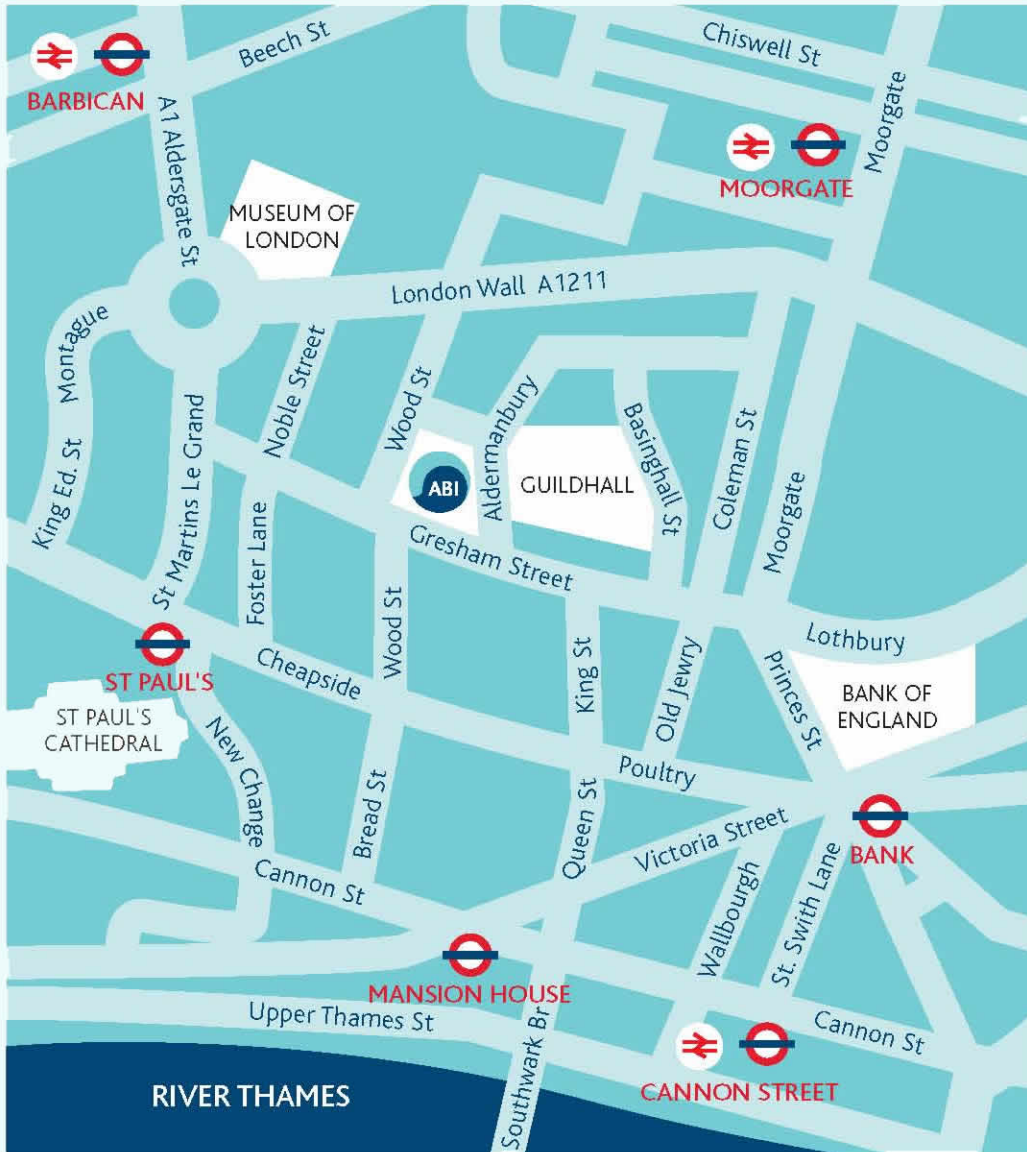 Beech St
Chiswell St
BARBICAN
A1 Aldersgate St
Moorgate
MOORGATE
MUSEUM OF
LONDON
London Wall A1211
Montague
Noble Street
Wood St
Aldermanbury
Basinghall St
Coleman St
King Ed. St
St Martins Le Grand
ABI
GUILDHALL
Moorgate
Gresham Street
Foster Lane
Wood St
King St
Old Jewry
Lothbury
Princes St
BANK OF
ENGLAND
Cheapside
ST PAUL'S
ST PAUL'S
CATHEDRAL
New Change
Bread St
Queen St
Poultry
Victoria Street
BANK
Cannon St
Wallbourgh
St. Swith Lane
MANSION HOUSE
Upper Thames St
Southwark Br
Cannon St
CANNON STREET
RIVER THAMES